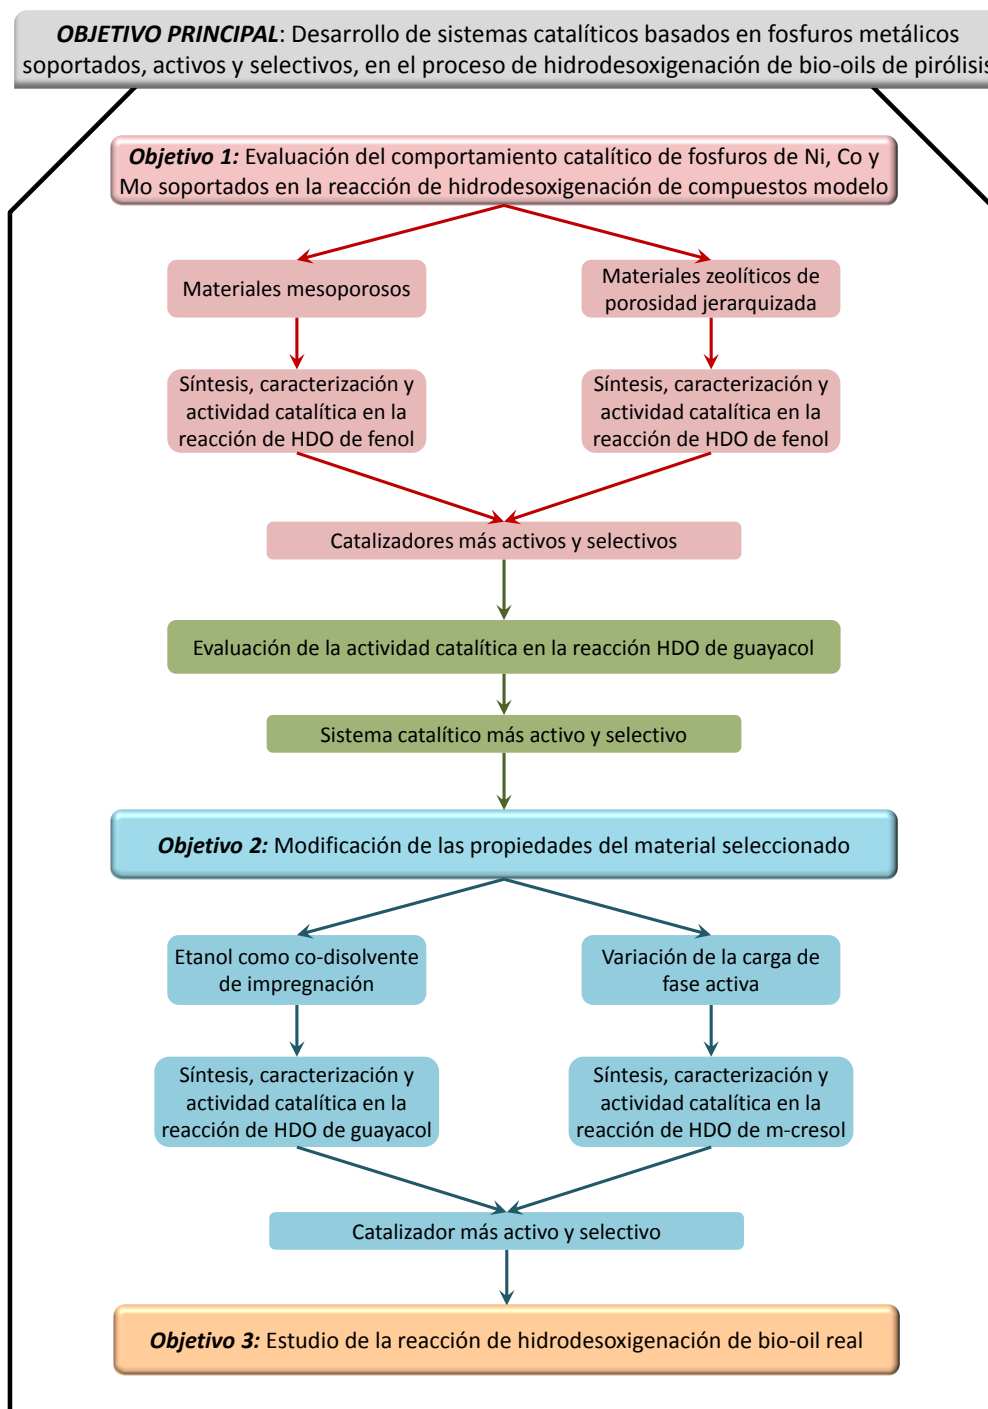 OBJETIVO PRINCIPAL: Desarrollo de sistemas catalíticos basados en fosfuros metálicos
soportados, activos y selectivos, en el proceso de hidrodesoxigenación de bio-oils de pirólisis
Objetivo 1: Evaluación del comportamiento catalítico de fosfuros de Ni, Co y
Mo soportados en la reacción de hidrodesoxigenación de compuestos modelo
Materiales mesoporosos
Materiales zeolíticos de
porosidad jerarquizada
Síntesis, caracterización y
actividad catalítica en la
reacción de HDO de fenol
Síntesis, caracterización y
actividad catalítica en la
reacción de HDO de fenol
Catalizadores más activos y selectivos
Evaluación de la actividad catalítica en la reacción HDO de guayacol
Sistema catalítico más activo y selectivo
Objetivo 2: Modificación de las propiedades del material seleccionado
Etanol como co-disolvente
de impregnación
Variación de la carga de
fase activa
Síntesis, caracterización y
actividad catalítica en la
reacción de HDO de guayacol
Síntesis, caracterización y
actividad catalítica en la
reacción de HDO de m-cresol
Catalizador más activo y selectivo
Objetivo 3: Estudio de la reacción de hidrodesoxigenación de bio-oil real